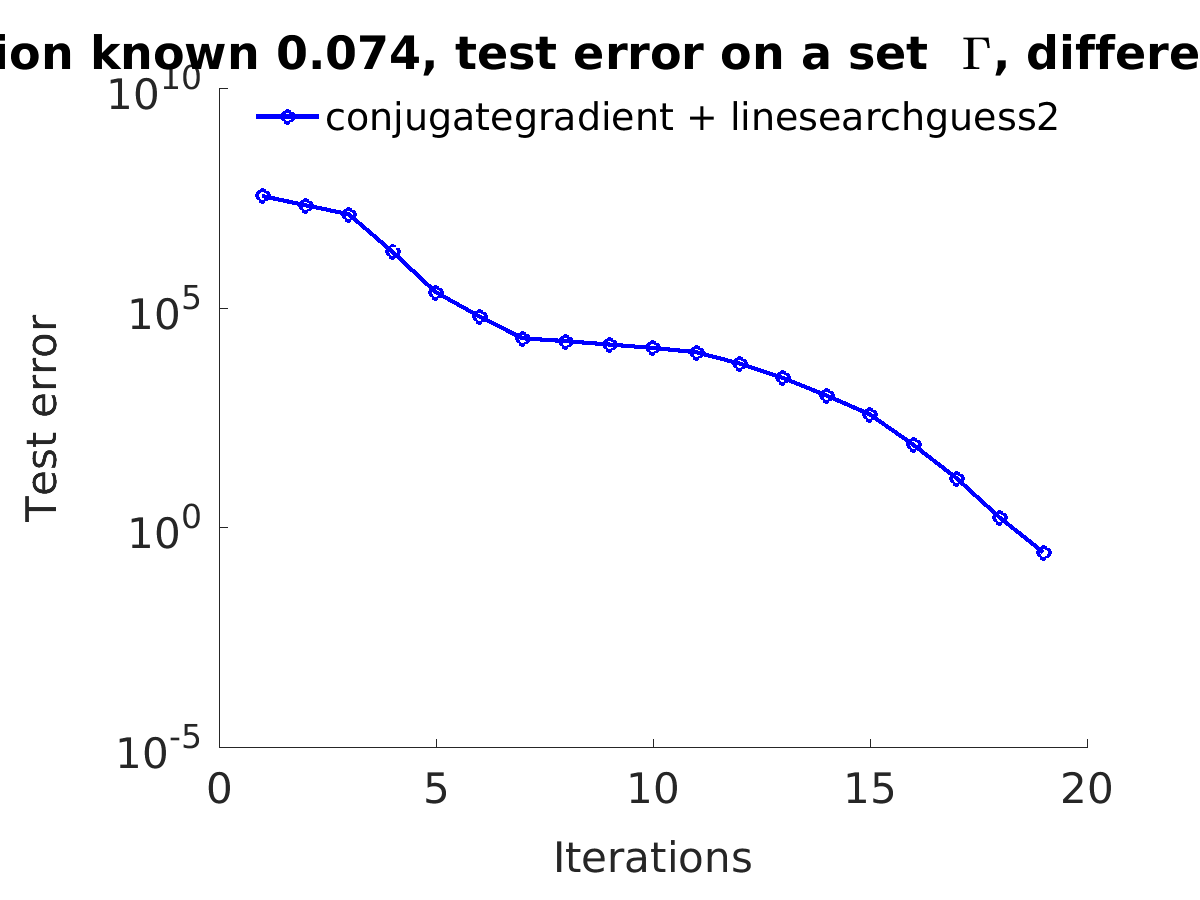 ion known 0.074, test error on a set Γ, differe
10^10
conjugategradient + linesearchguess2
10^5
Test error
10^0
10^-5
0 5 10 15 20
Iterations